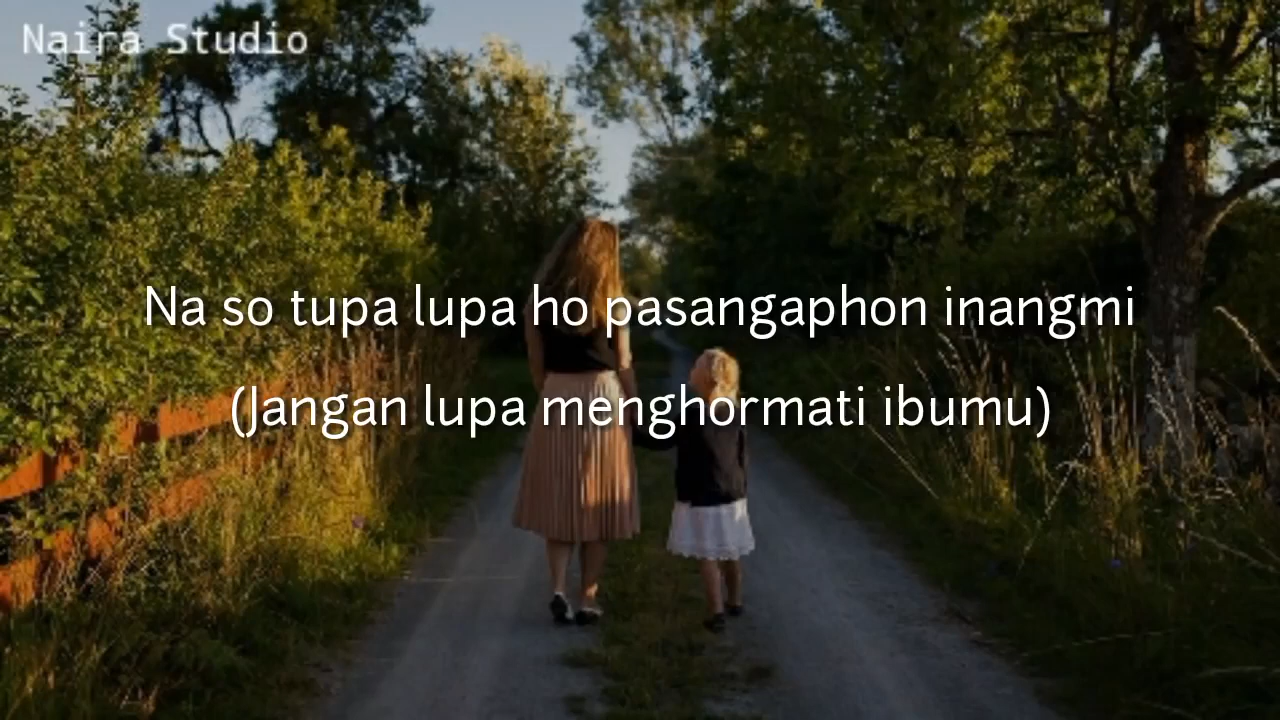 Naira Studio
Na so tupa lupa ho pasangaphon inangmi
(Jangan lupa menghormati ibumu)